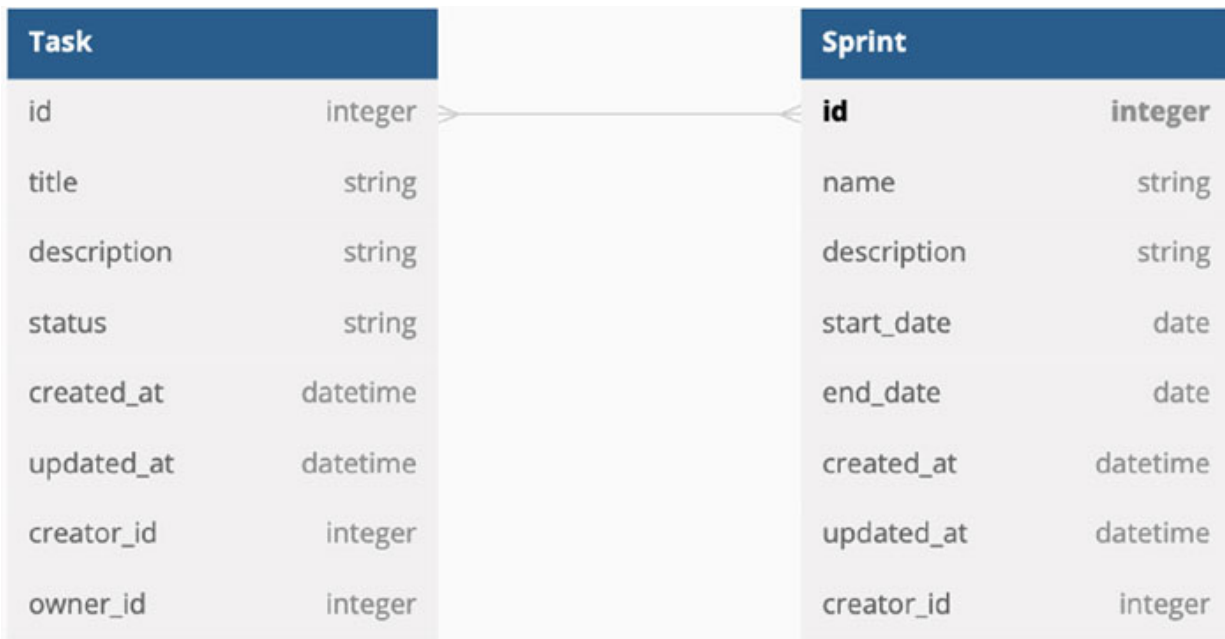 Task
id integer
title string
description string
status string
created_at datetime
updated_at datetime
creator_id integer
owner_id integer
Sprint
id integer
name string
description string
start_date date
end_date date
created_at datetime
updated_at datetime
creator_id integer